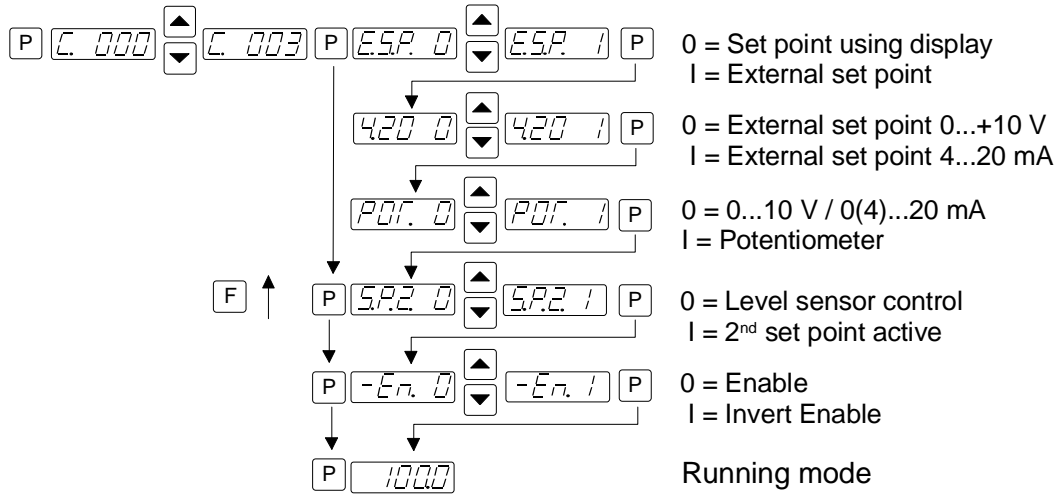 P C. 000 C. 003 P E.S.P. 0 E.S.P. 1 P 0 = Set point using display
I = External set point
4.20 0 4.20 1 P 0 = External set point 0...+10 V
I = External set point 4...20 mA
POT. 0 POT. 1 P 0 = 0...10 V / 0(4)...20 mA
I = Potentiometer
F P S.P.2. 0 S.P.2. 1 P 0 = Level sensor control
I = 2nd set point active
P -En. 0 -En. 1 P 0 = Enable
I = Invert Enable
P 100.0 Running mode